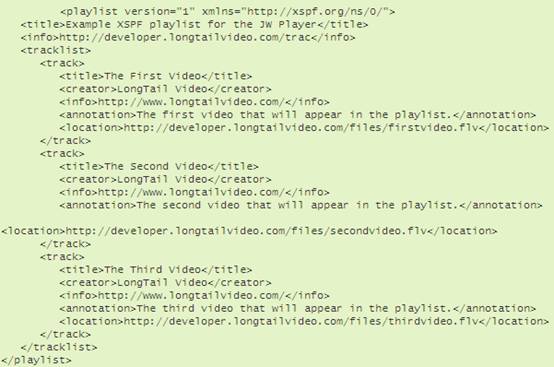 <playlist version="1" xmlns="http://xspf.org/ns/0/">
<title>Example XSPF playlist for the JW Player</title>
<info>http://developer.longtailvideo.com/trac</info>
<tracklist>
<track>
<title>The First Video</title>
<creator>LongTail Video</creator>
<info>http://www.longtailvideo.com/</info>
<annotation>The first video that will appear in the playlist.</annotation>
<location>http://developer.longtailvideo.com/files/firstvideo.flv</location>
</track>
<track>
<title>The Second Video</title>
<creator>LongTail Video</creator>
<info>http://www.longtailvideo.com/</info>
<annotation>The second video that will appear in the playlist.</annotation>
<location>http://developer.longtailvideo.com/files/secondvideo.flv</location>
</track>
<track>
<title>The Third Video</title>
<creator>LongTail Video</creator>
<info>http://www.longtailvideo.com/</info>
<annotation>The third video that will appear in the playlist.</annotation>
<location>http://developer.longtailvideo.com/files/thirdvideo.flv</location>
</track>
</tracklist>
</playlist>